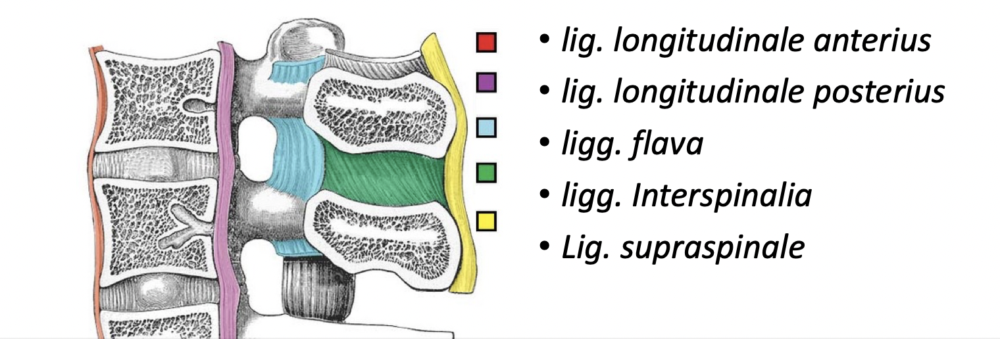 • lig. longitudinale anterius
• lig. longitudinale posterius
• ligg. flava
• ligg. Interspinalia
• Lig. supraspinale